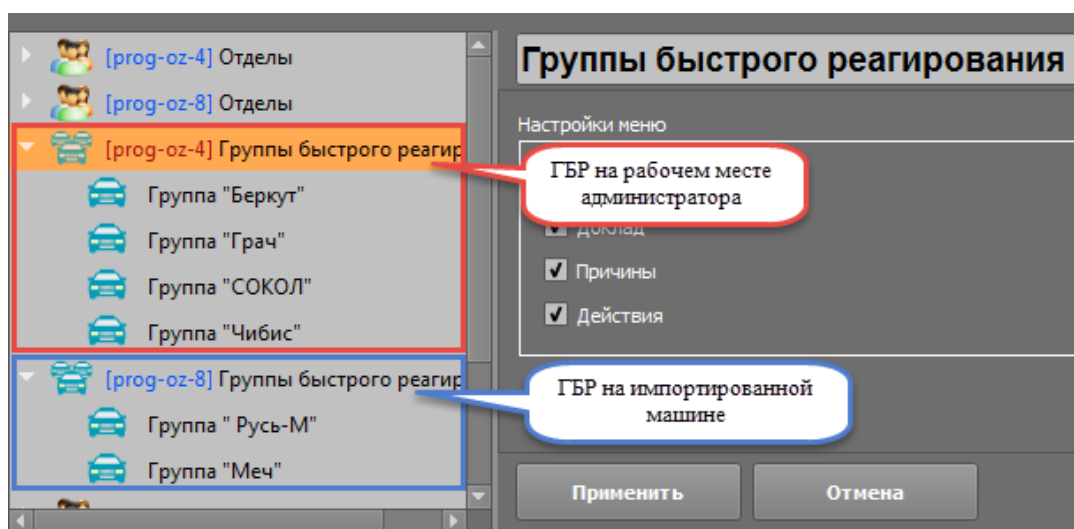 [prog-oz-4] Отделы
[prog-oz-8] Отделы
[prog-oz-4] Группы быстрого реагир
Группа "Беркут"
Группа "Грач"
Группа "СОКОЛ"
Группа "Чибис"
[prog-oz-8] Группы быстрого реагир
Группа " Русь-М"
Группа "Меч"
Группы быстрого реагирования
Настройки меню
ГБР на рабочем месте
администратора
Доклад
Причины
Действия
ГБР на импортированной
машине
Применить
Отмена